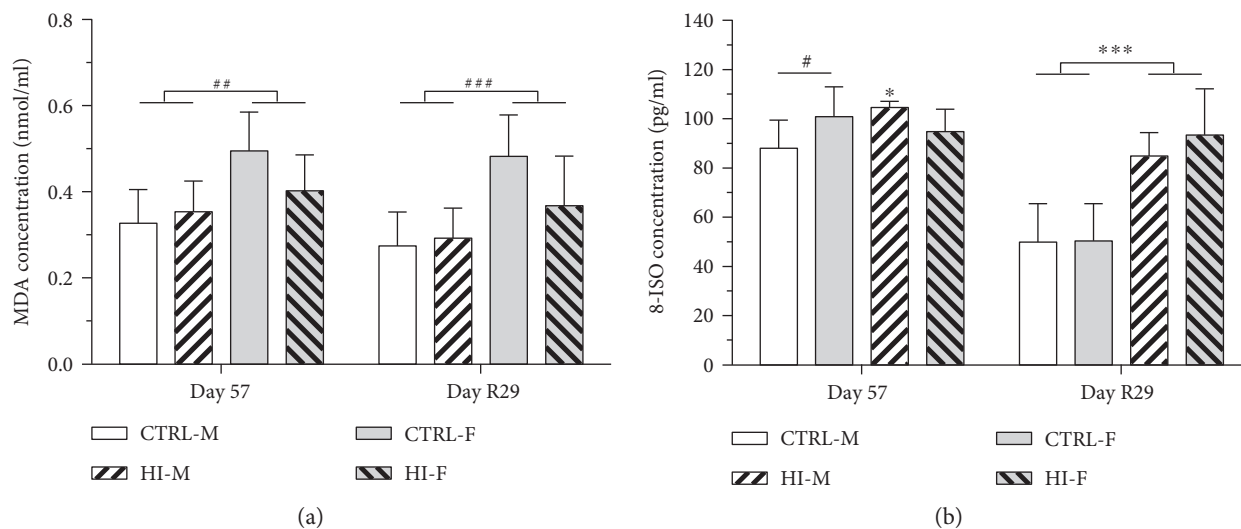 MDA concentration (nmol/ml)
0.8
0.6
0.4
0.2
0.0
##
###
Day 57
Day R29
CTRL-M
CTRL-F
HI-M
HI-F
(a)
8-ISO concentration (pg/ml)
140
120
100
80
60
40
20
0
#
*
***
Day 57
Day R29
CTRL-M
CTRL-F
HI-M
HI-F
(b)